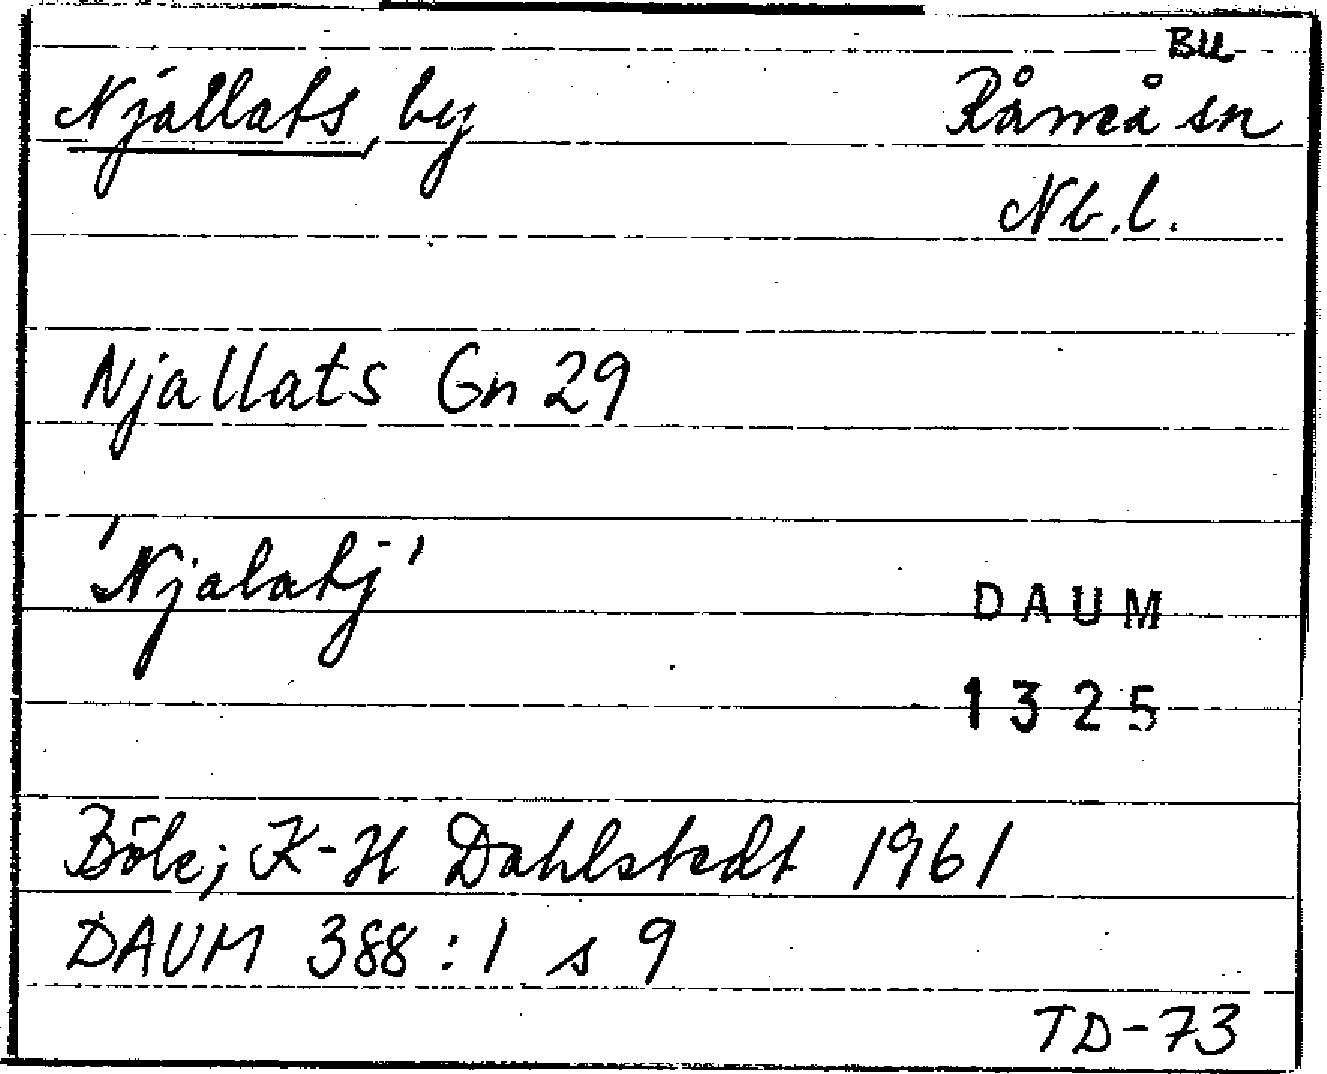 BU
Njallats, by Råneå sn
Nb.l.
Njallats Gn 29
'Njalatj'
DAUM
1325
Böle; K-H Dahlstedt 1961
DAUM 388:1 s 9
TD-73